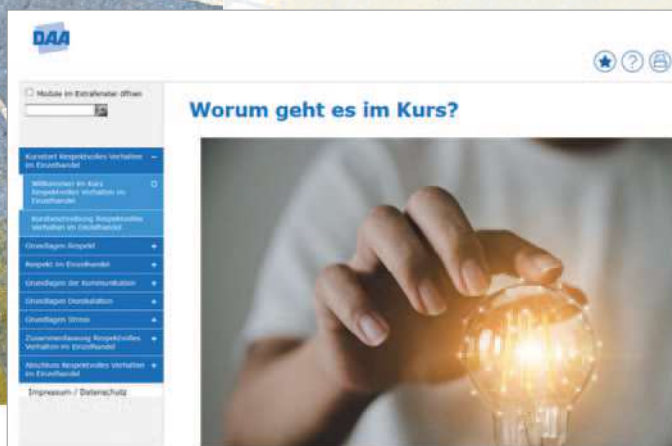 DAA
Module im Extrafenster öffnen
Worum geht es im Kurs?
Kursstart Respektvolles Verhalten
im Einzelhandel
Willkommen im Kurs
Respektvolles Verhalten im
Einzelhandel
Kursbeschreibung Respektvolles
Verhalten im Einzelhandel
Grundlagen Respekt
Respekt im Einzelhandel
Grundlagen der Kommunikation
Grundlagen Deeskalation
Grundlagen Stress
Zusammenfassung Respektvolles
Verhalten im Einzelhandel
Abschluss Respektvolles Verhalten
im Einzelhandel
Impressum / Datenschutz